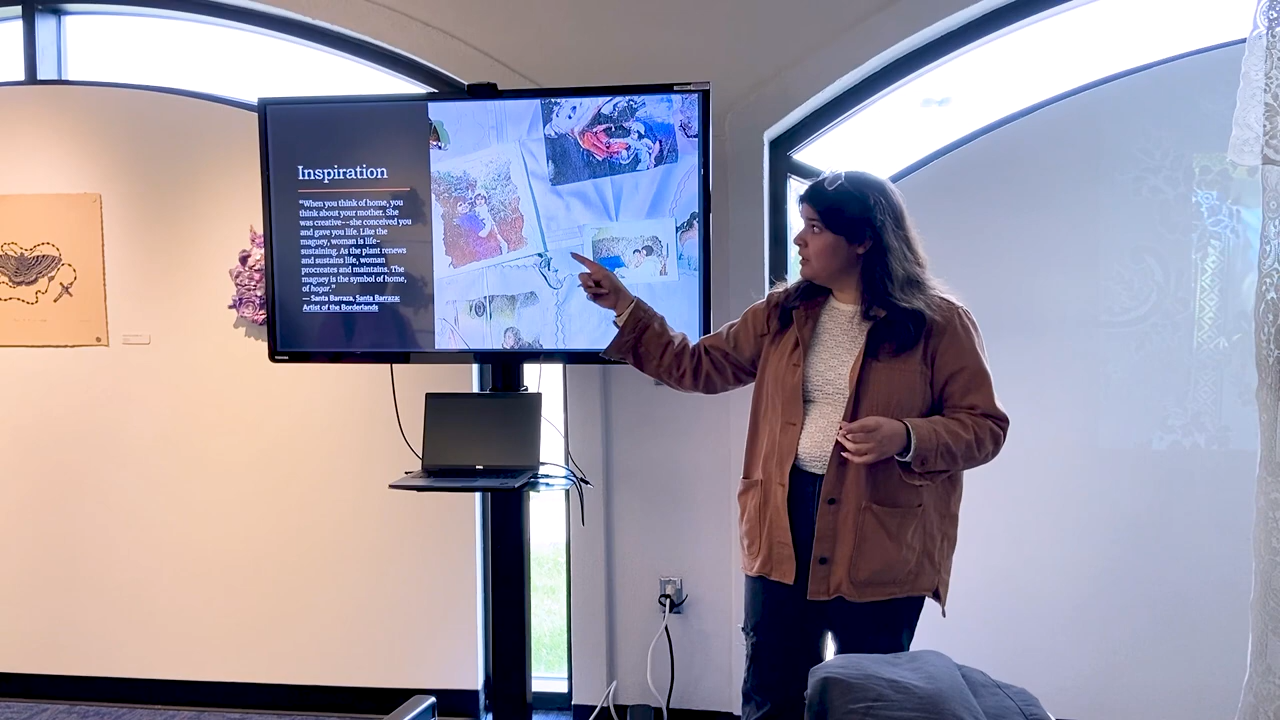 Inspiration
“When you think of home, you
think about your mother. She
was creative--she conceived you
and gave you life. Like the
maguey, woman is life-
sustaining. As the plant renews
and sustains life, woman
procreates and maintains. The
maguey is the symbol of home,
of hogar.”
— Santa Barraza, Santa Barraza:
Artist of the Borderlands
TOSHIBA
DELL